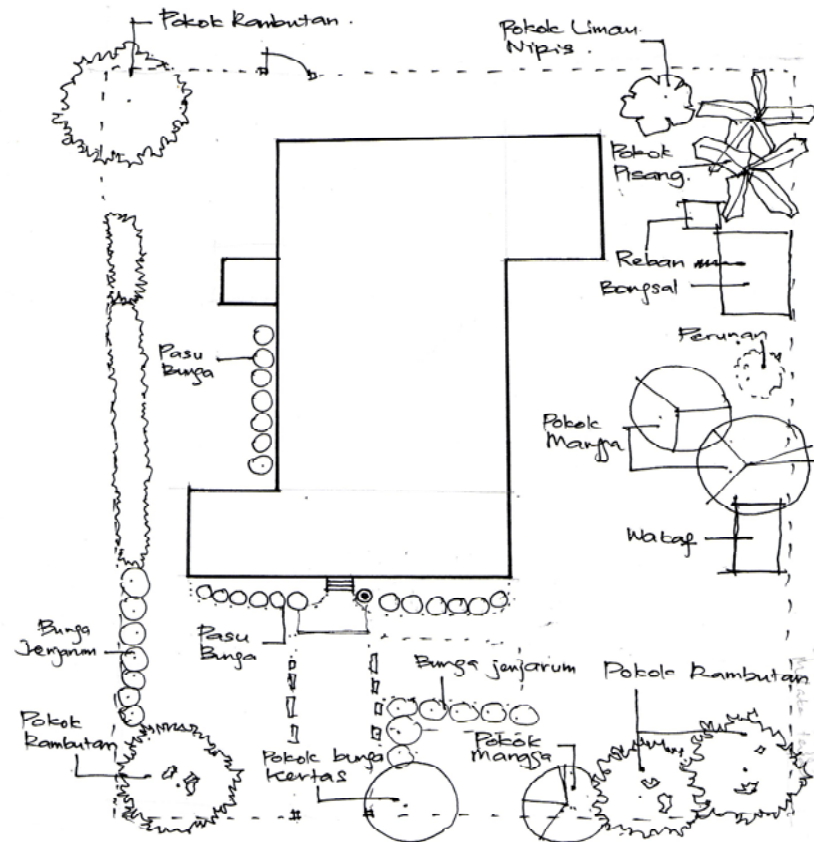 Pokok Rambutan.
Pokok Limau
Nipis.
Pokok
Pisang.
Reban
Bangsal
Pasu
Bunga
Perunan
Pokok
Mangga
Wakaf
Bunga
Jenjarum
Pasu
Bunga
Bunga jenjarum
Pokok Rambutan
Pokok
Rambutan
Pokok bunga
Kertas
Pokok
mangga